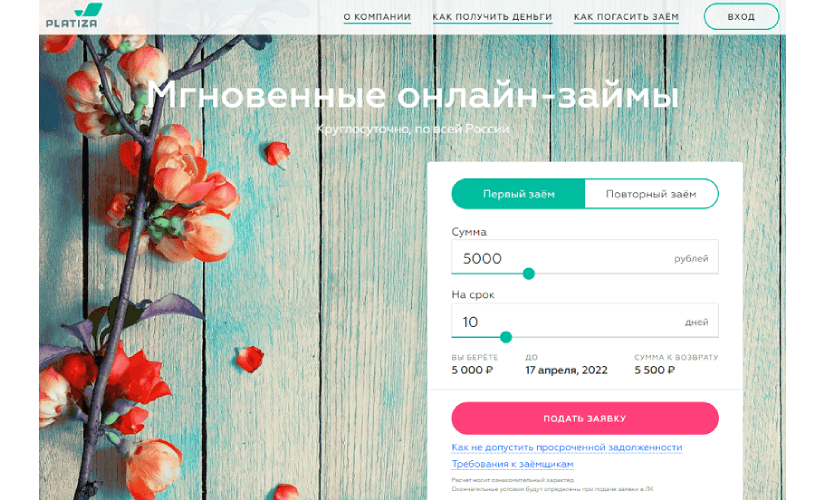 PLATIZA
О КОМПАНИИ
КАК ПОЛУЧИТЬ ДЕНЬГИ
КАК ПОГАСИТЬ ЗАЁМ
ВХОД
Мгновенные онлайн-займы
Круглосуточно, по всей России
Первый заём
Повторный заём
Сумма
5000 рублей
На срок
10 дней
ВЫ БЕРЁТЕ ДО СУММА К ВОЗВРАТУ
5 000 ₽ 17 апреля, 2022 5 500 ₽
ПОДАТЬ ЗАЯВКУ
Как не допустить просроченной задолженности
Требования к заёмщикам
Расчет носит ознакомительный характер.
Окончательные условия будут определены при подаче заявки в ЛК